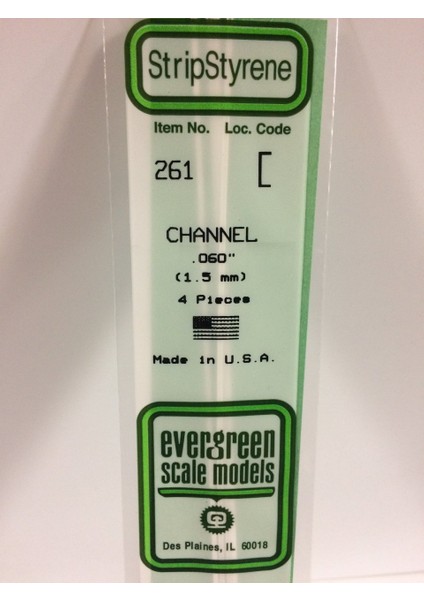 StripStyrene
Item No. Loc. Code
261 [
CHANNEL
.060"
(1.5 mm)
4 Pieces
Made in U.S.A.
evergreen
scale models
Des Plaines, IL 60018